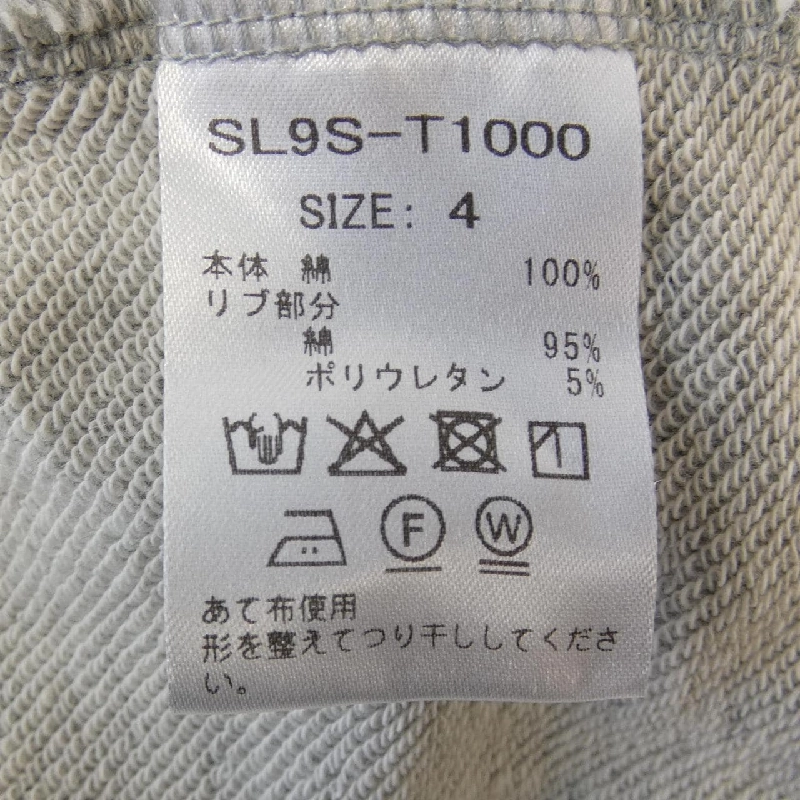 SL9S-T1000
SIZE: 4
本体 綿 100%
リブ部分
綿 95%
ポリウレタン 5%
F W
あて布使用
形を整えてつり干ししてくださ
い。